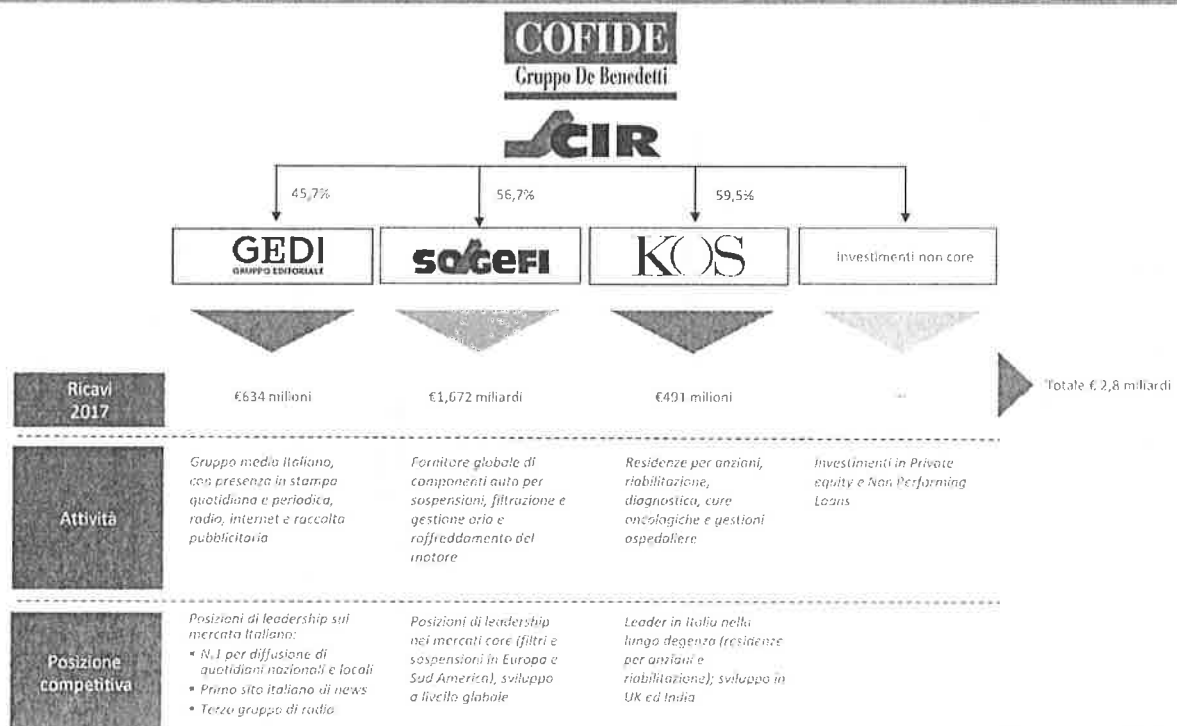 COFIDE
Gruppo De Benedetti
CIR
45,7%
56,7%
59,5%
GEDI
GRUPPO EDITORIALE
SOGEFI
KOS
Investimenti non core
Ricavi
2017
€634 milioni
€1,672 miliardi
€491 milioni
--
Totale € 2,8 miliardi
Attività
Gruppo media Italiano,
con presenza in stampa
quotidiana e periodica,
radio, internet e raccolta
pubblicitaria
Fornitore globale di
componenti auto per
sospensioni, filtrazione e
gestione aria e
raffreddamento del
motore
Residenze per anziani,
riabilitazione,
diagnostica, cure
oncologiche e gestioni
ospedaliere
Investimenti in Private
equity e Non Performing
Loans
Posizione
competitiva
Posizioni di leadership sul
mercato Italiano:
• N.1 per diffusione di
quotidiani nazionali e locali
• Primo sito italiano di news
• Terzo gruppo di radio
Posizioni di leadership
nei mercati core (filtri e
sospensioni in Europa e
Sud America), sviluppo
a livello globale
Leader in Italia nella
lungo degenza (residenze
per anziani e
riabilitazione); sviluppo in
UK ed India